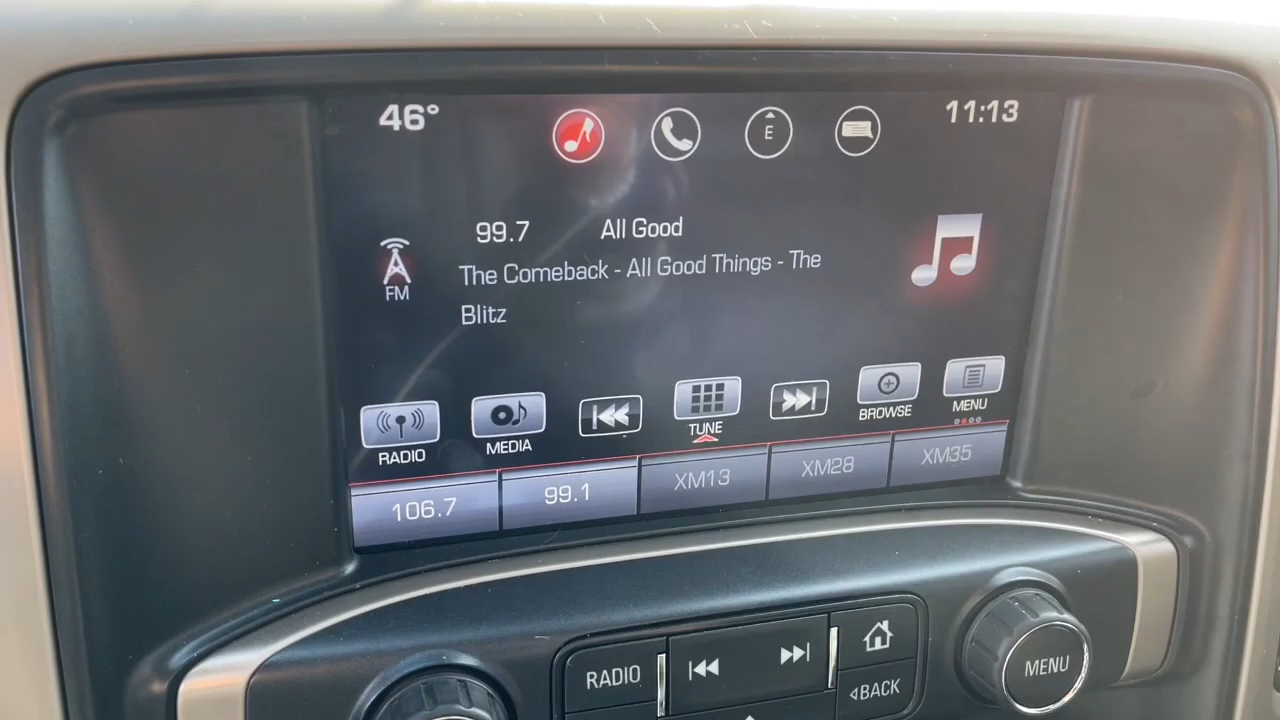 46° E 11:13
99.7 All Good
The Comeback - All Good Things - The
Blitz
FM
RADIO MEDIA TUNE BROWSE MENU
106.7 99.1 XM13 XM28 XM35
RADIO MENU
BACK